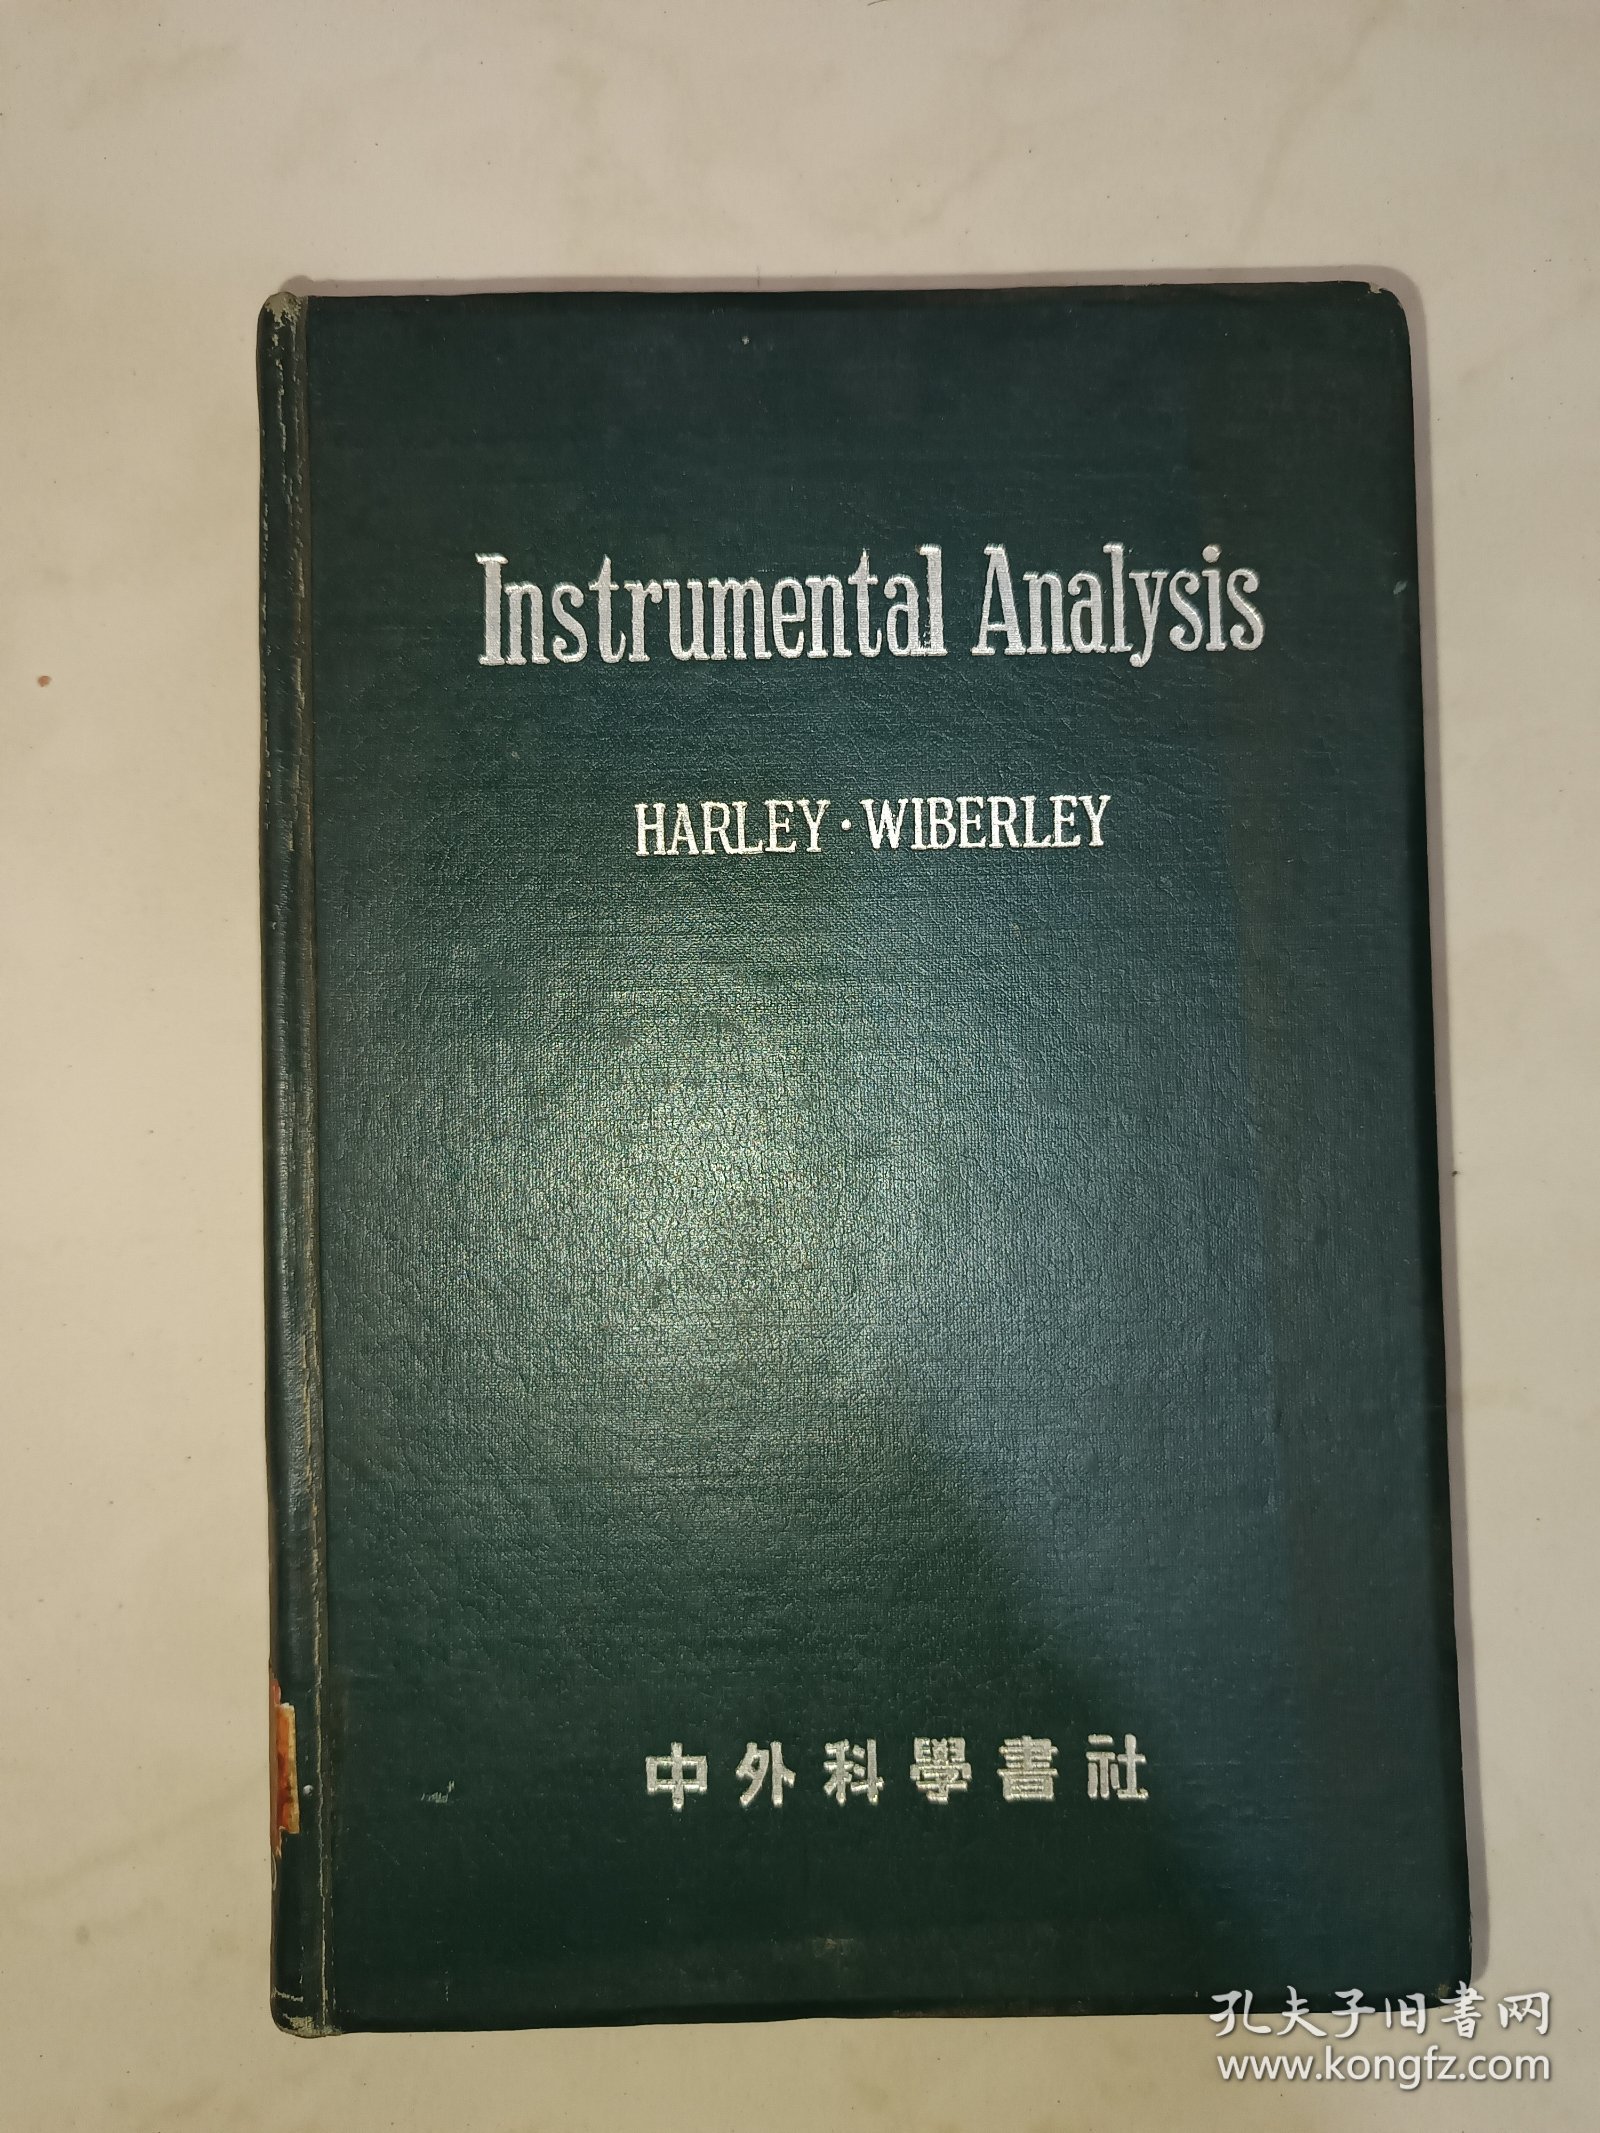 Instrumental Analysis
HARLEY · WIBERLEY
中外科學書社
孔夫子旧书网
www.kongfz.com